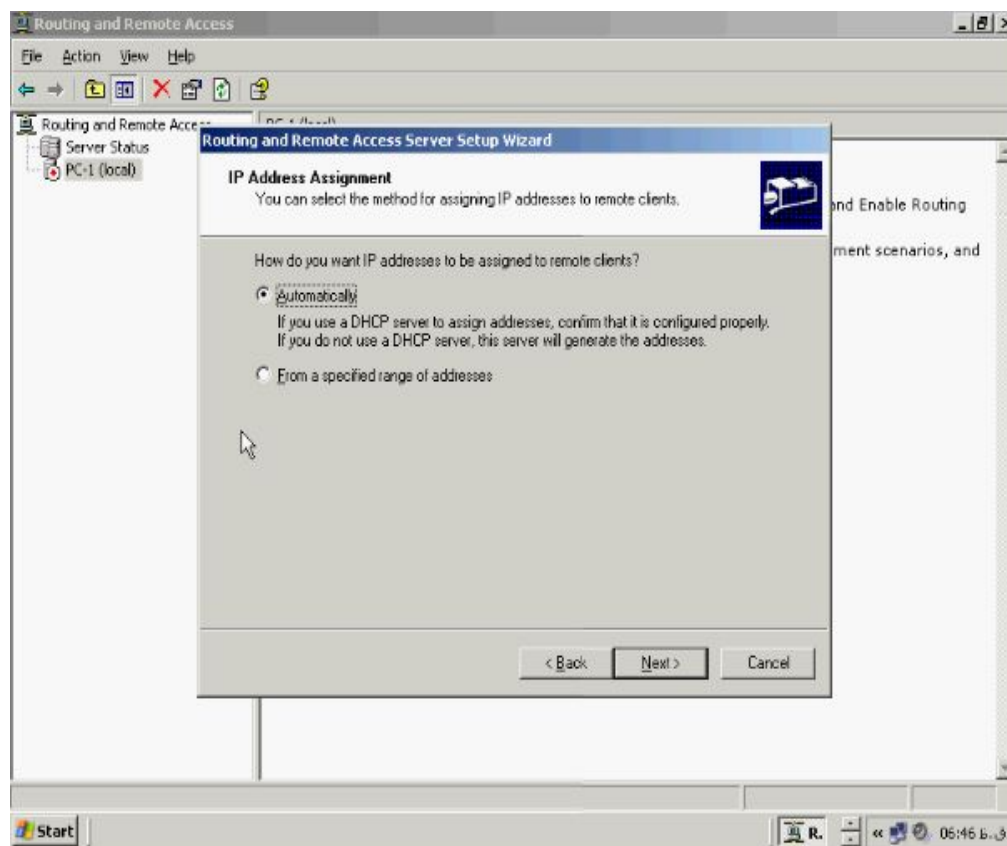 Routing and Remote Access
File Action View Help
Routing and Remote
Server Status
PC-1 (local)
Routing and Remote Access Server Setup Wizard
IP Address Assignment
You can select the method for assigning IP addresses to remote clients.
and Enable Routing
ment scenarios, and
How do you want IP addresses to be assigned to remote clients?
Automatically
If you use a DHCP server to assign addresses, confirm that it is configured properly.
If you do not use a DHCP server, this server will generate the addresses.
From a specified range of addresses
< Back Next > Cancel
Start R. « 06:46 ق.ظ